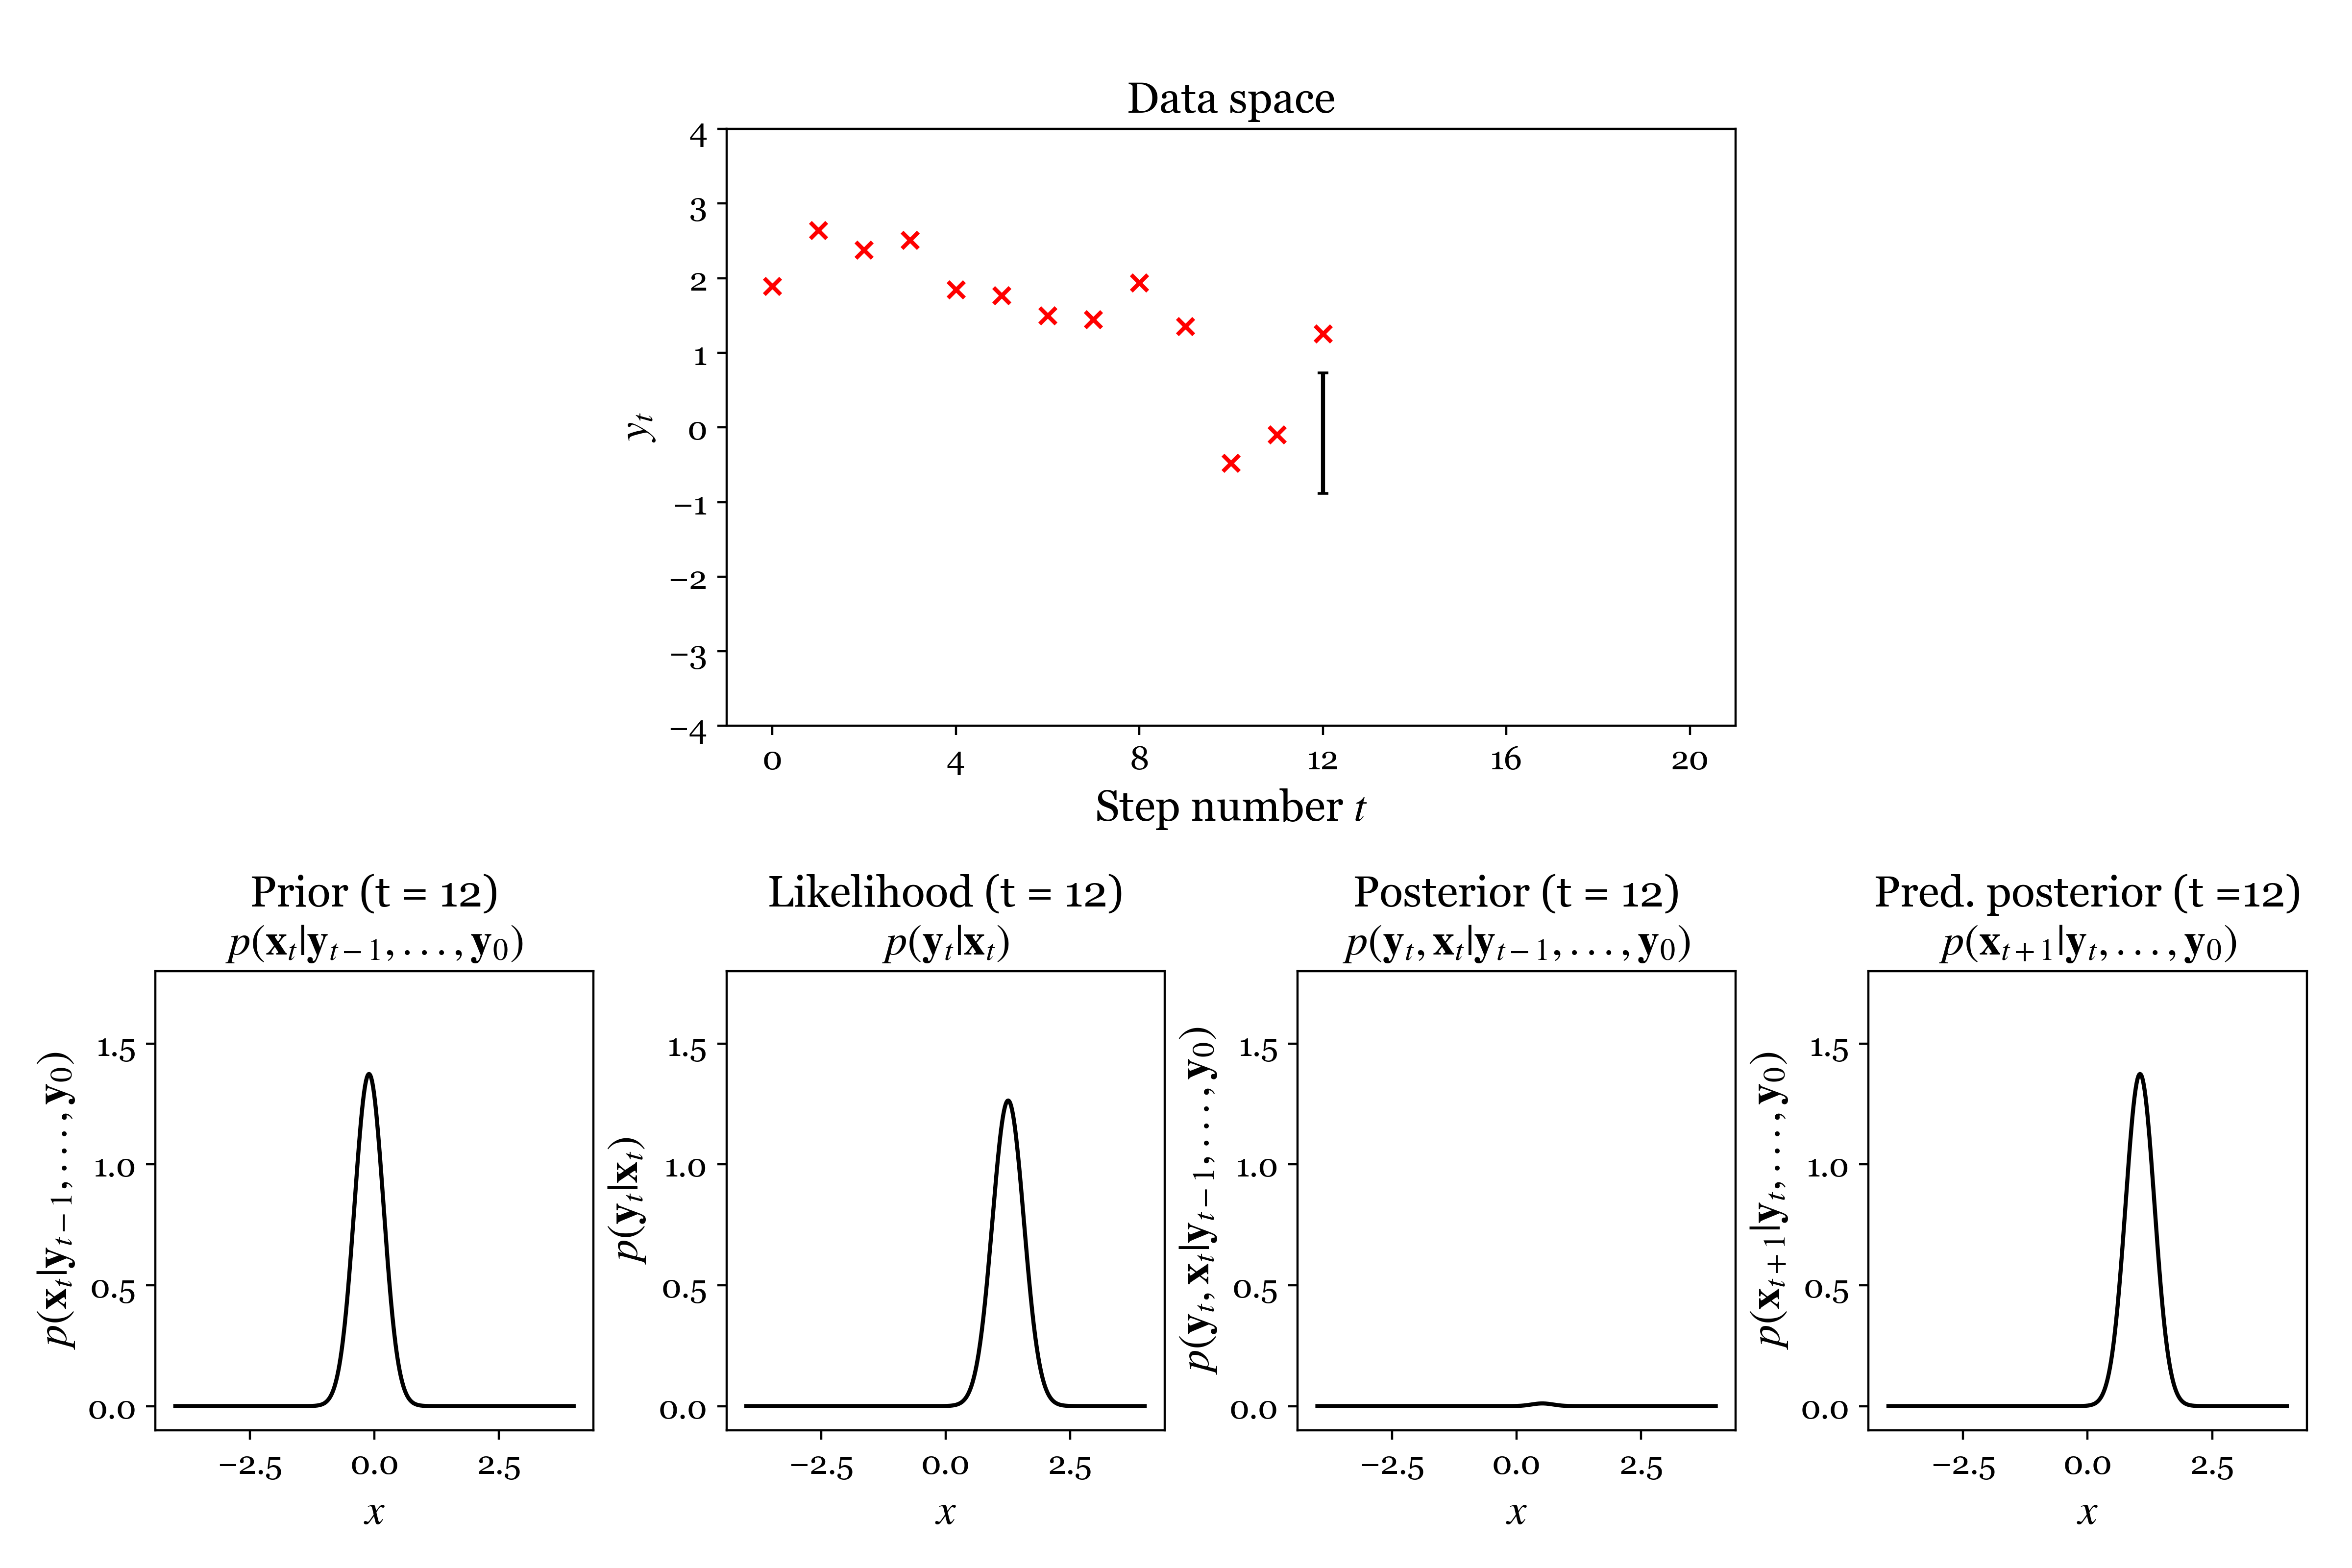 Data space
4
3
2
1
0
−1
−2
−3
−4
y_t
0 4 8 12 16 20
Step number t
Prior (t = 12)
p(x_t|y_{t−1}, . . . , y_0)
1.5
1.0
0.5
0.0
p(x_t|y_{t−1}, . . . , y_0)
−2.5 0.0 2.5
x
Likelihood (t = 12)
p(y_t|x_t)
1.5
1.0
0.5
0.0
p(y_t|x_t)
−2.5 0.0 2.5
x
Posterior (t = 12)
p(y_t, x_t|y_{t−1}, . . . , y_0)
1.5
1.0
0.5
0.0
p(y_t, x_t|y_{t−1}, . . . , y_0)
−2.5 0.0 2.5
x
Pred. posterior (t =12)
p(x_{t+1}|y_t, . . . , y_0)
1.5
1.0
0.5
0.0
p(x_{t+1}|y_t, . . . , y_0)
−2.5 0.0 2.5
x